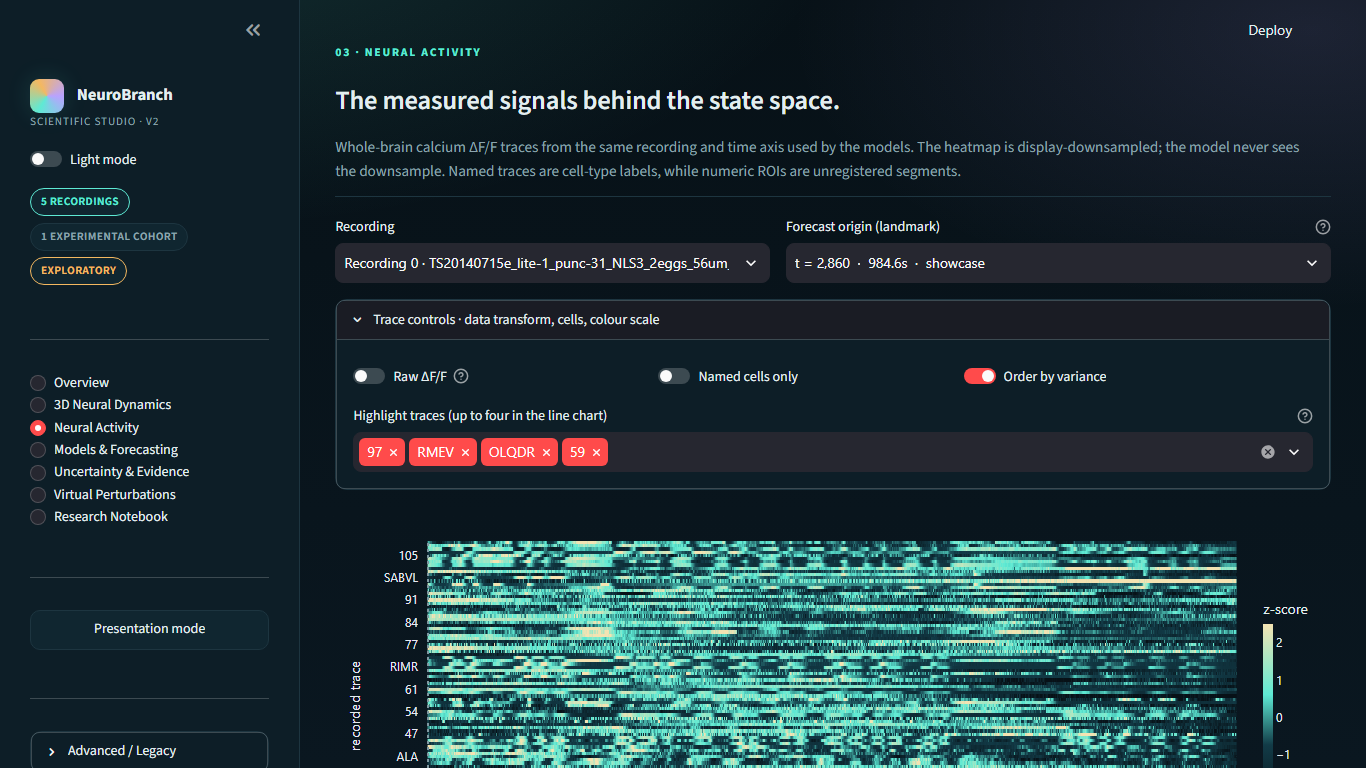 Deploy
NeuroBranch
SCIENTIFIC STUDIO · V2
Light mode
5 RECORDINGS
1 EXPERIMENTAL COHORT
EXPLORATORY
Overview
3D Neural Dynamics
Neural Activity
Models & Forecasting
Uncertainty & Evidence
Virtual Perturbations
Research Notebook
Presentation mode
Advanced / Legacy
03 · NEURAL ACTIVITY
The measured signals behind the state space.
Whole-brain calcium ΔF/F traces from the same recording and time axis used by the models. The heatmap is display-downsampled; the model never sees
the downsample. Named traces are cell-type labels, while numeric ROIs are unregistered segments.
Recording
Recording 0 · TS20140715e_lite-1_punc-31_NLS3_2eggs_56um_
Forecast origin (landmark)
t = 2,860 · 984.6s · showcase
Trace controls · data transform, cells, colour scale
Raw ΔF/F
Named cells only
Order by variance
Highlight traces (up to four in the line chart)
97
RMEV
OLQDR
59
recorded trace
105
SABVL
91
84
77
RIMR
61
54
47
ALA
z-score
2
1
0
−1